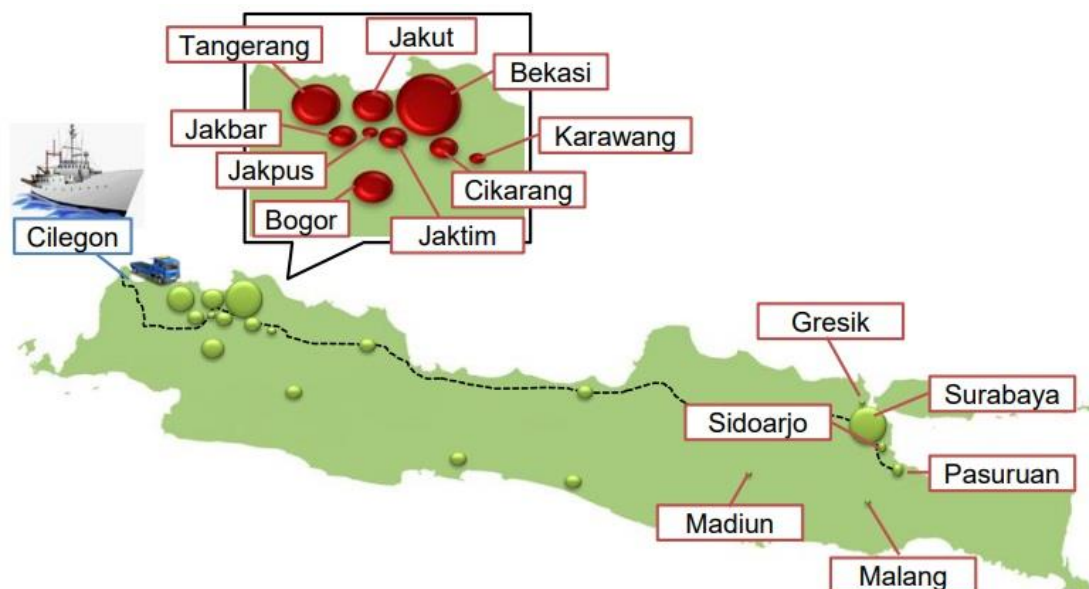 Tangerang
Jakut
Bekasi
Jakbar
Karawang
Jakpus
Cikarang
Bogor
Jaktim
Cilegon
Gresik
Surabaya
Sidoarjo
Pasuruan
Madiun
Malang